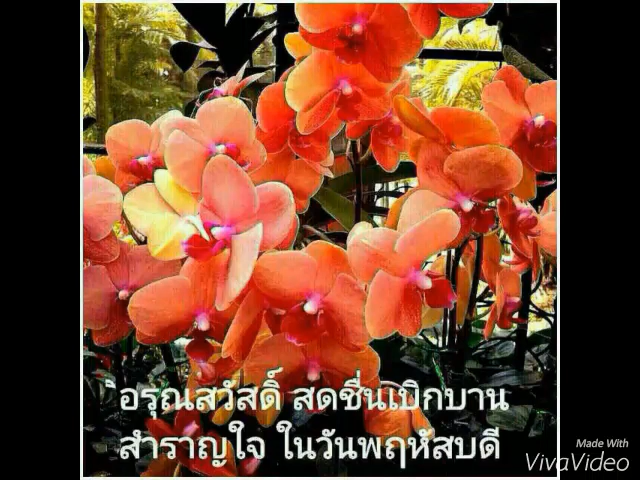 อรุณสวัสดิ์ สดชื่นเบิกบาน
สำราญใจ ในวันพฤหัสบดี
Made With
VivaVideo